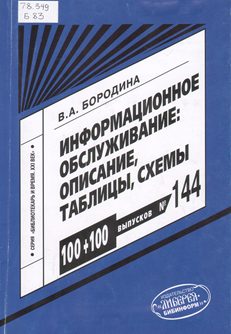 78.349
Б 83
В.А. БОРОДИНА
ИНФОРМАЦИОННОЕ
ОБСЛУЖИВАНИЕ:
ОПИСАНИЕ,
ТАБЛИЦЫ, СХЕМЫ
100+100 ВЫПУСКОВ № 144
СЕРИЯ «БИБЛИОТЕКАРЬ И ВРЕМЯ. XXI ВЕК»
ИЗДАТЕЛЬСТВО
"ЛИБЕРЕЯ-
БИБИНФОРМ"